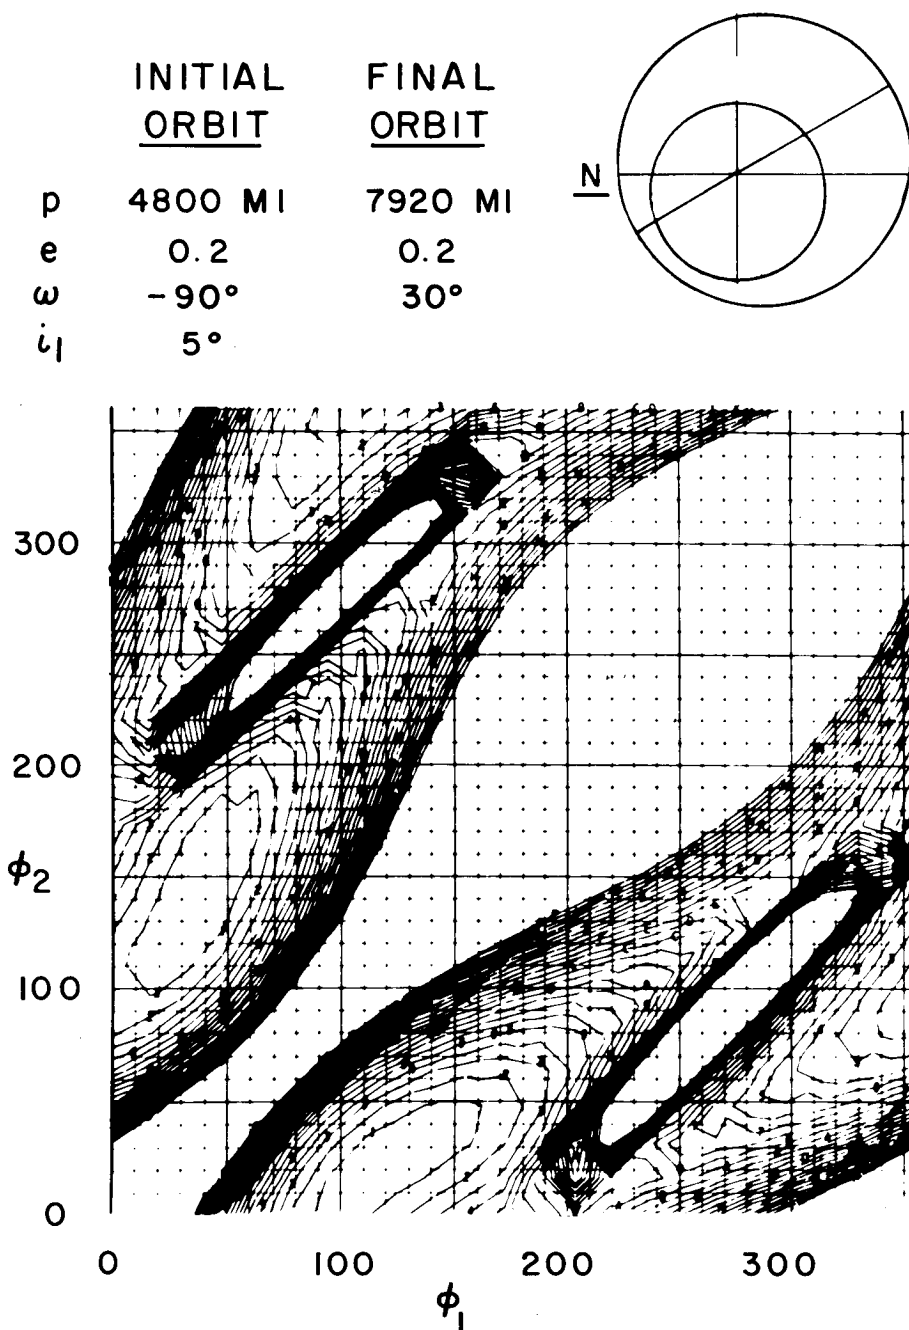 INITIAL FINAL
ORBIT ORBIT
p 4800 MI 7920 MI
e 0.2 0.2
ω -90° 30°
i₁ 5°
N
300
200
ϕ₂
100
0
0 100 200 300
ϕ₁